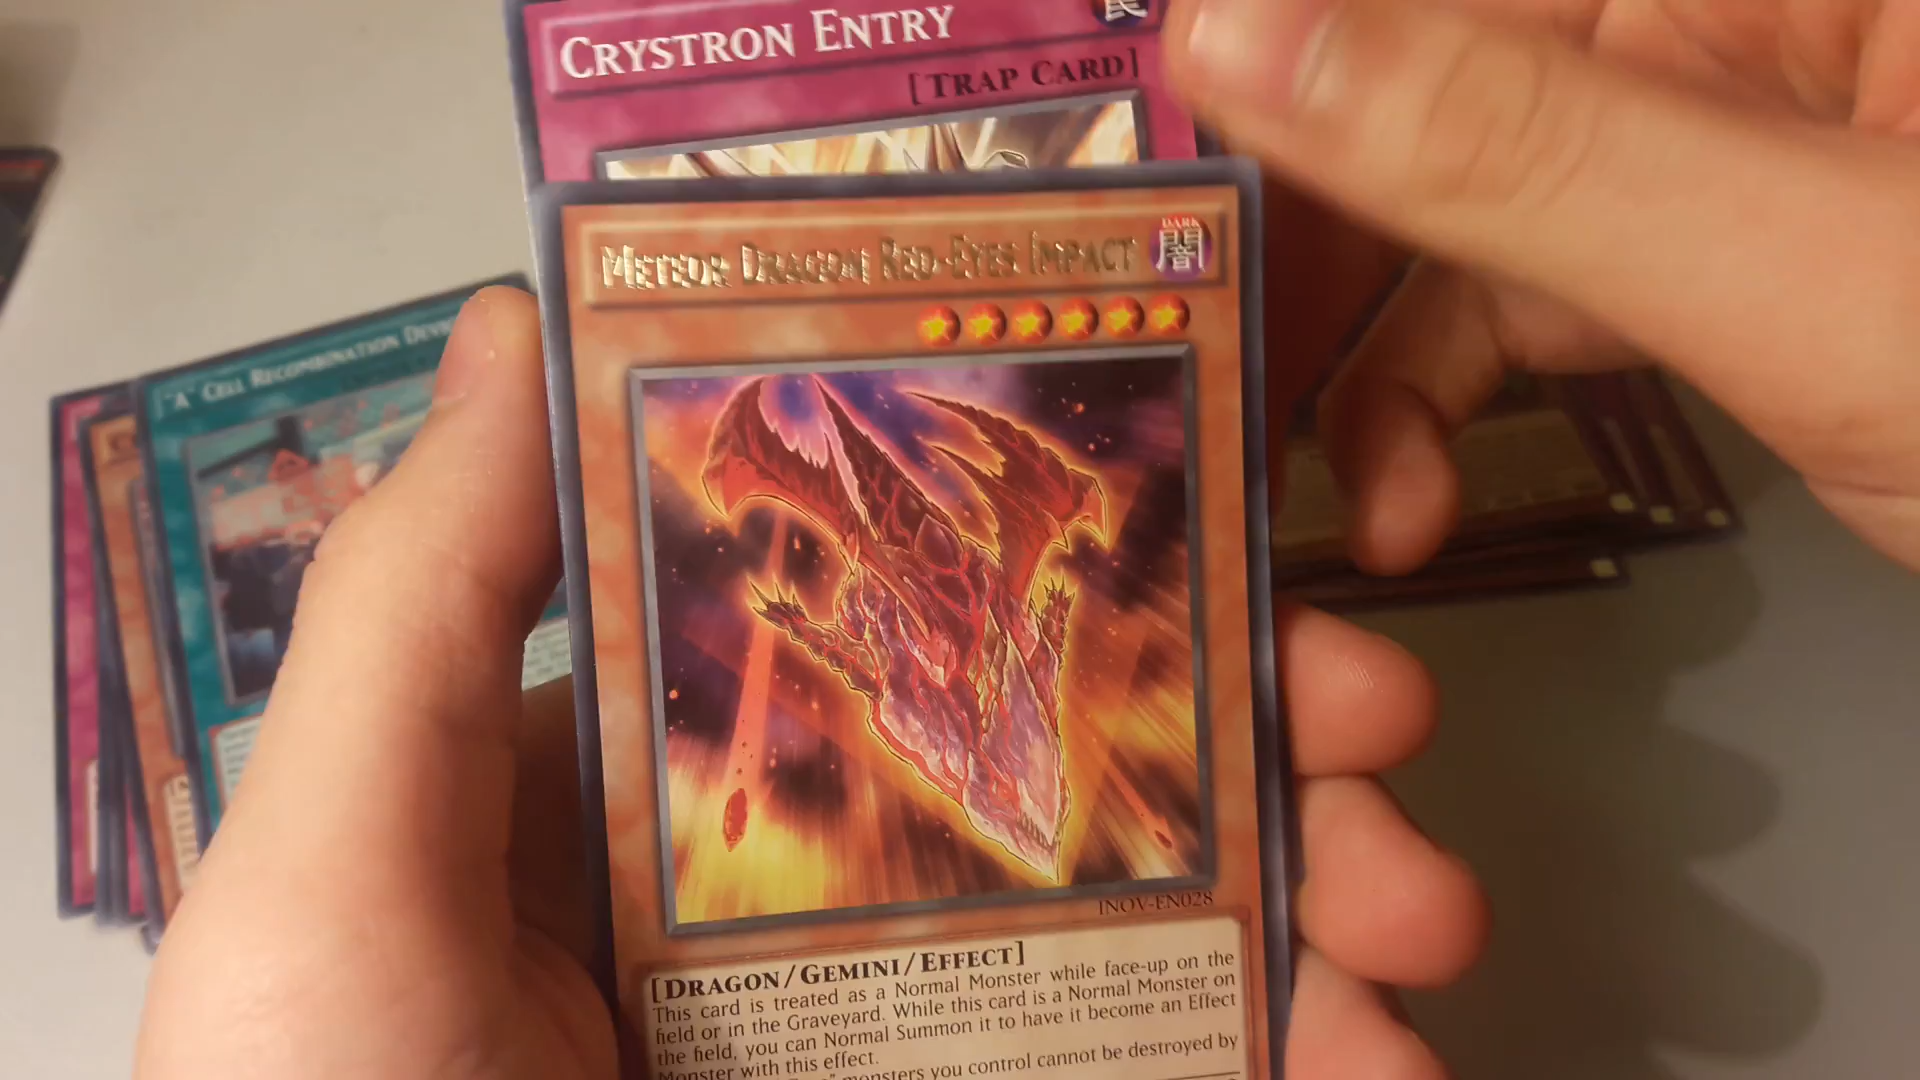 CRYSTRON ENTRY
[TRAP CARD]
METEOR DRAGON RED-EYES IMPACT
DARK
闇
"A" CELL RECOMBINATION
INOV-EN028
[DRAGON/GEMINI/EFFECT]
This card is treated as a Normal Monster while face-up on the
field or in the Graveyard. While this card is a Normal Monster on
the field, you can Normal Summon it to have it become an Effect
Monster with this effect.
monsters you control cannot be destroyed by